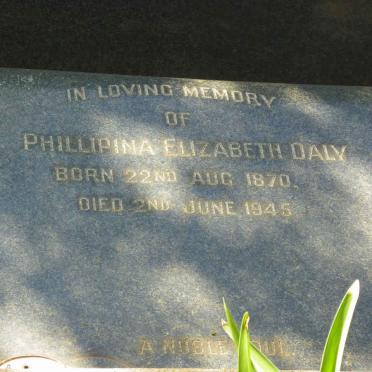 IN LOVING MEMORY
OF
PHILLIPINA ELIZABETH DALY
BORN 22ND AUG 1870.
DIED 2ND JUNE 1945
A NOBLE SOUL.